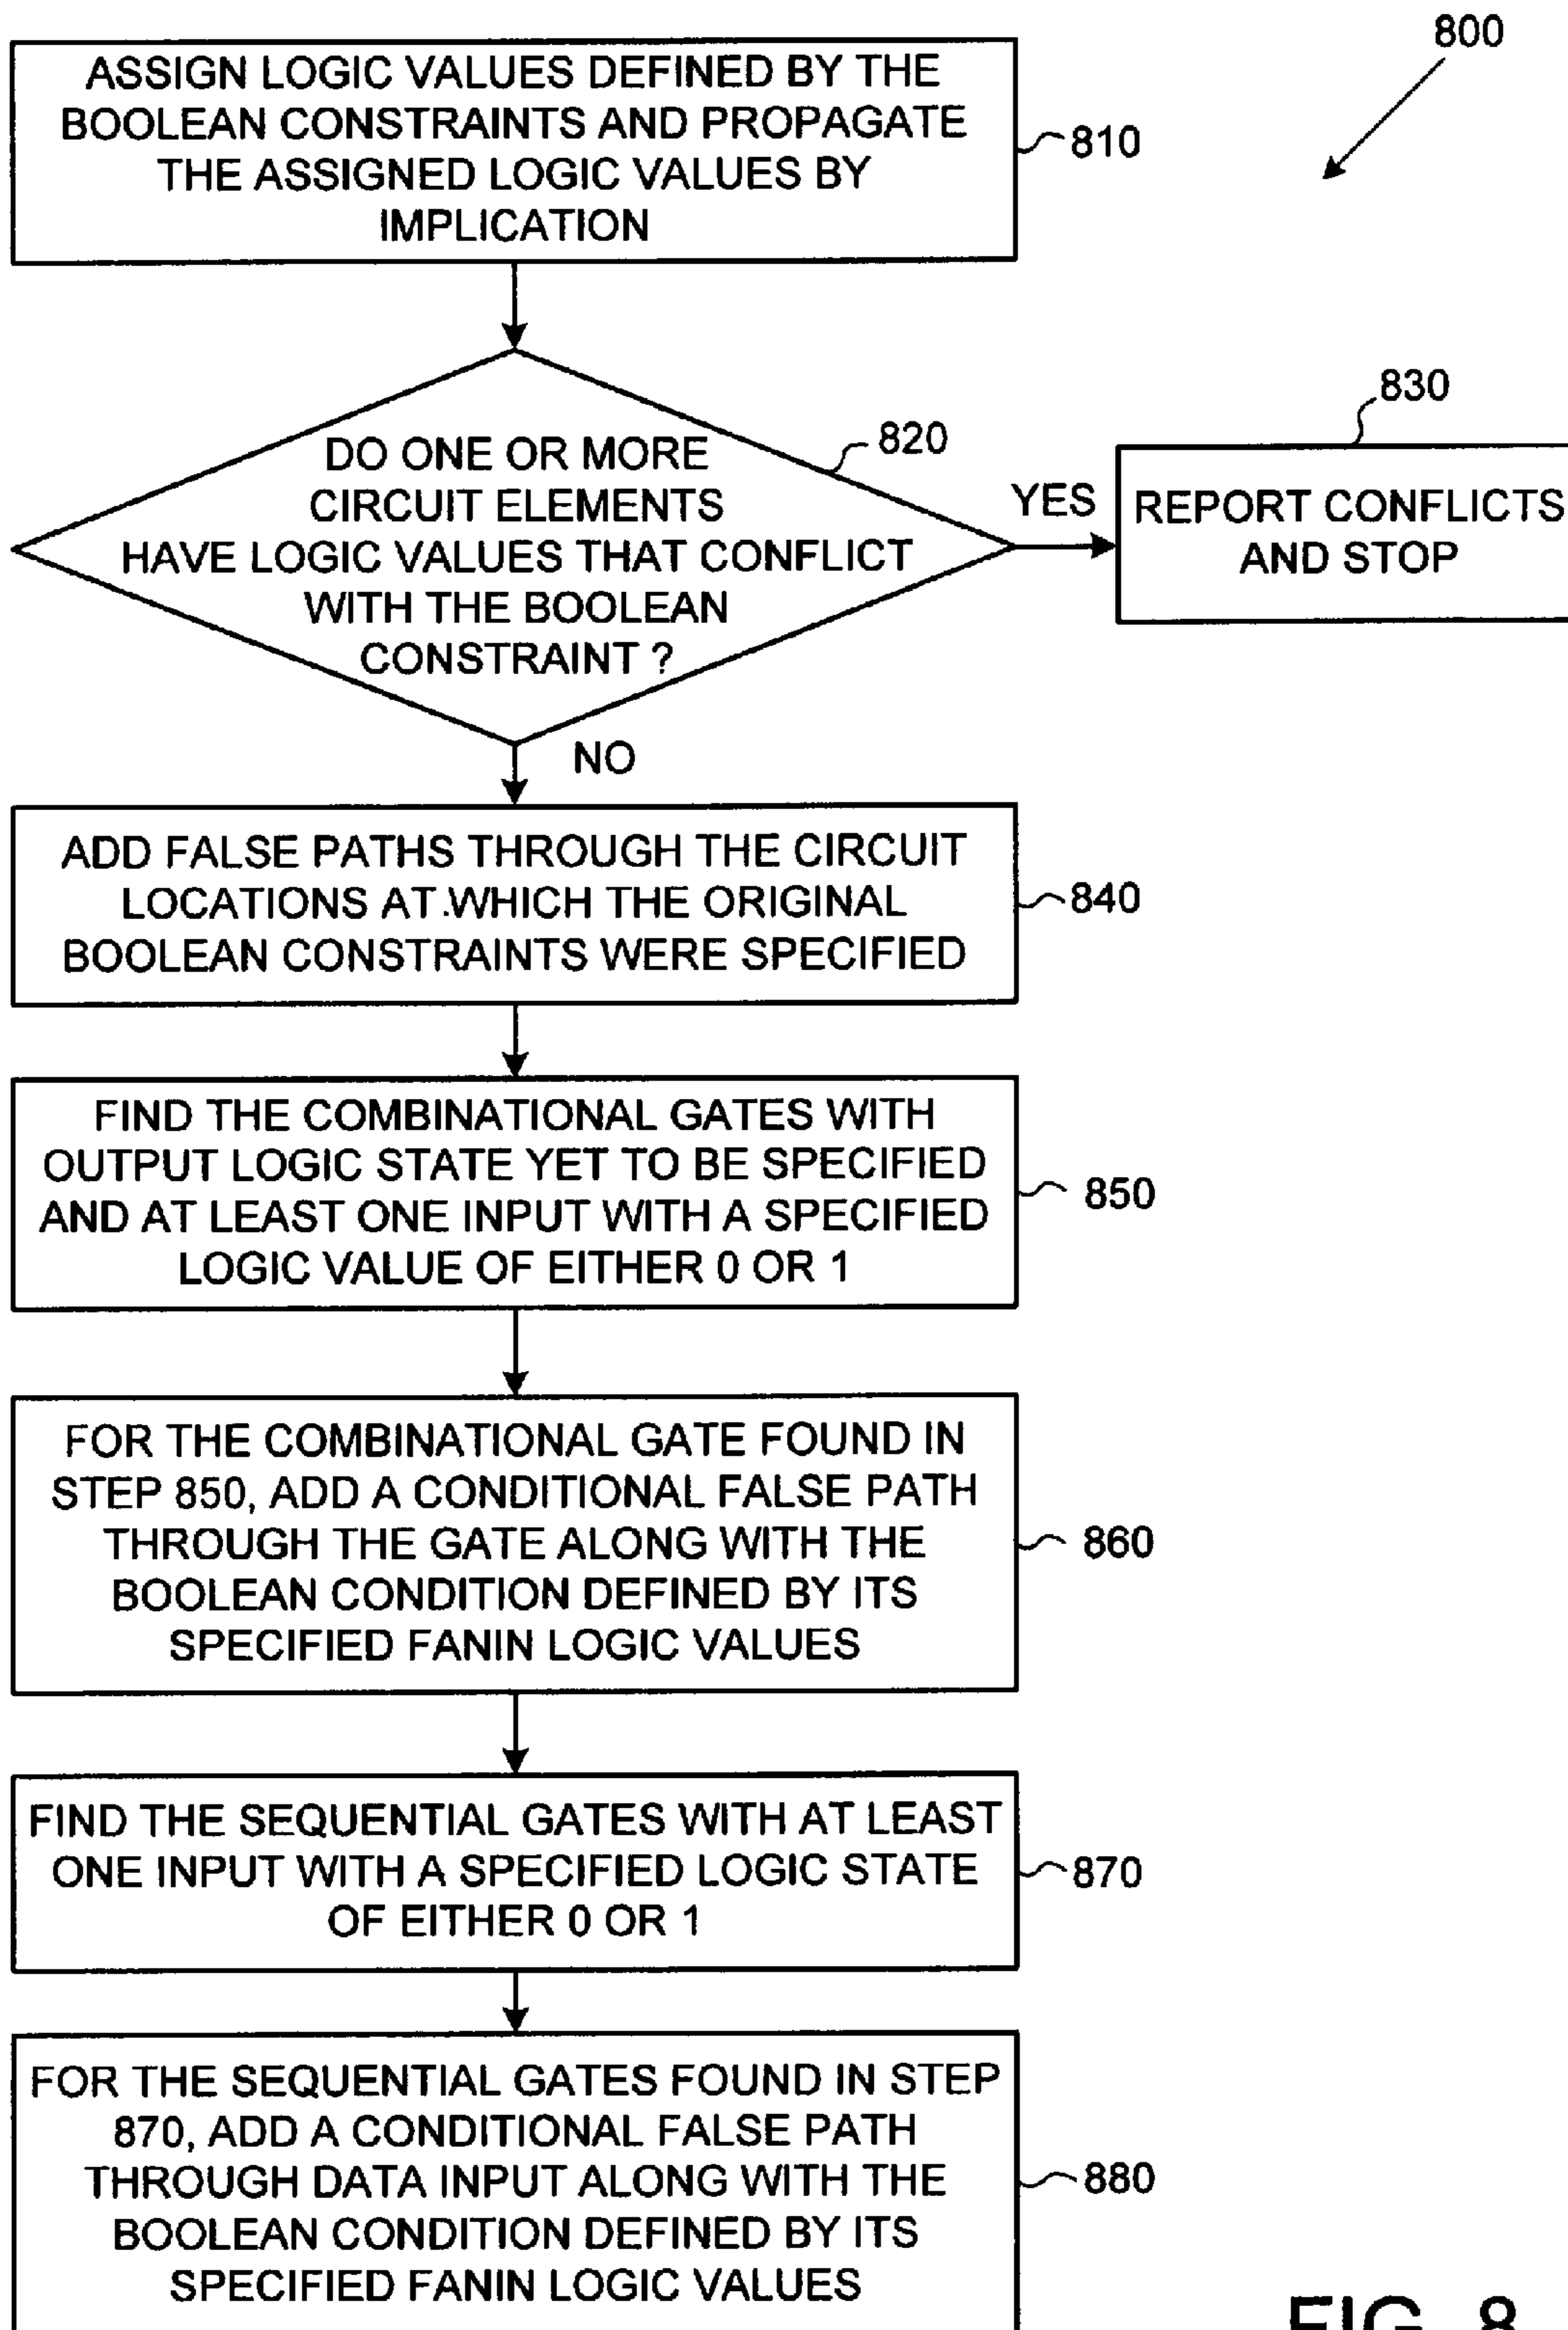 800
ASSIGN LOGIC VALUES DEFINED BY THE
BOOLEAN CONSTRAINTS AND PROPAGATE
THE ASSIGNED LOGIC VALUES BY
IMPLICATION
810
DO ONE OR MORE
CIRCUIT ELEMENTS
HAVE LOGIC VALUES THAT CONFLICT
WITH THE BOOLEAN
CONSTRAINT ?
820
YES
830
REPORT CONFLICTS
AND STOP
NO
ADD FALSE PATHS THROUGH THE CIRCUIT
LOCATIONS AT WHICH THE ORIGINAL
BOOLEAN CONSTRAINTS WERE SPECIFIED
840
FIND THE COMBINATIONAL GATES WITH
OUTPUT LOGIC STATE YET TO BE SPECIFIED
AND AT LEAST ONE INPUT WITH A SPECIFIED
LOGIC VALUE OF EITHER 0 OR 1
850
FOR THE COMBINATIONAL GATE FOUND IN
STEP 850, ADD A CONDITIONAL FALSE PATH
THROUGH THE GATE ALONG WITH THE
BOOLEAN CONDITION DEFINED BY ITS
SPECIFIED FANIN LOGIC VALUES
860
FIND THE SEQUENTIAL GATES WITH AT LEAST
ONE INPUT WITH A SPECIFIED LOGIC STATE
OF EITHER 0 OR 1
870
FOR THE SEQUENTIAL GATES FOUND IN STEP
870, ADD A CONDITIONAL FALSE PATH
THROUGH DATA INPUT ALONG WITH THE
BOOLEAN CONDITION DEFINED BY ITS
SPECIFIED FANIN LOGIC VALUES
880
FIG. 8